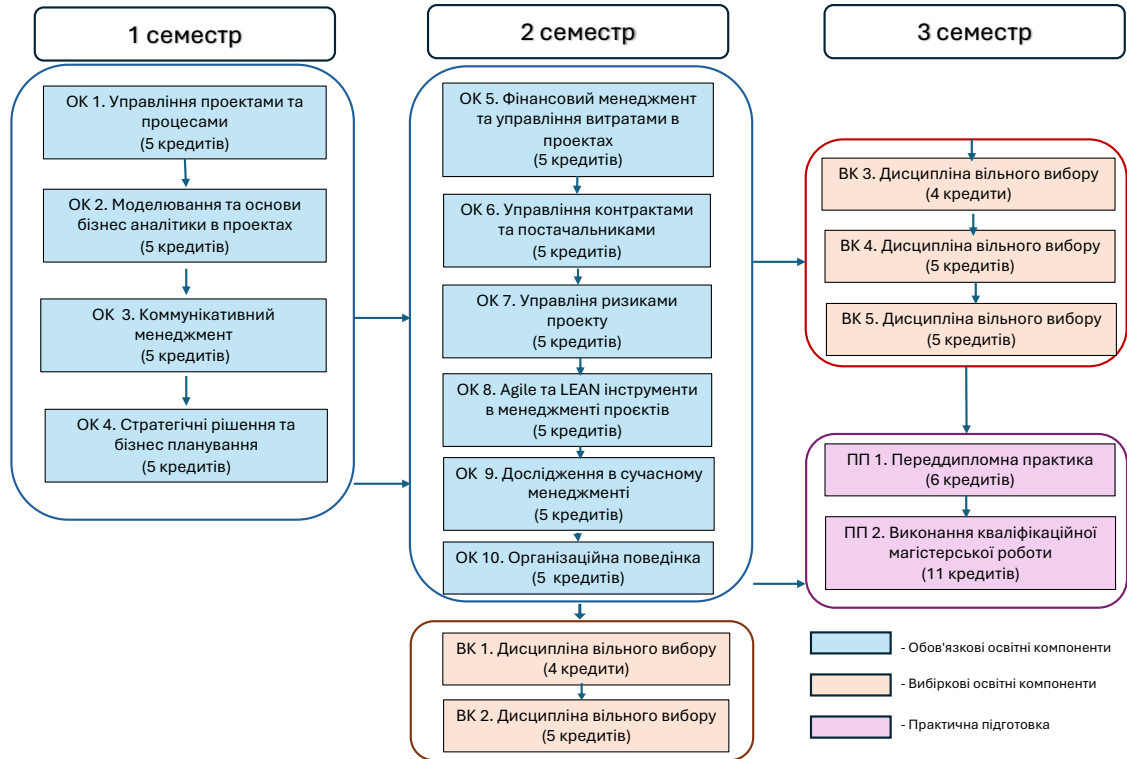 1 семестр
ОК 1. Управління проектами та
процесами
(5 кредитів)
ОК 2. Моделювання та основи
бізнес аналітики в проектах
(5 кредитів)
ОК 3. Коммунікативний
менеджмент
(5 кредитів)
ОК 4. Стратегічні рішення та
бізнес планування
(5 кредитів)
2 семестр
ОК 5. Фінансовий менеджмент
та управління витратами в
проектах
(5 кредитів)
ОК 6. Управління контрактами
та постачальниками
(5 кредитів)
ОК 7. Управління ризиками
проекту
(5 кредитів)
ОК 8. Agile та LEAN інструменти
в менеджменті проєктів
(5 кредитів)
ОК 9. Дослідження в сучасному
менеджменті
(5 кредитів)
ОК 10. Організаційна поведінка
(5 кредитів)
ВК 1. Дисципліна вільного вибору
(4 кредити)
ВК 2. Дисципліна вільного вибору
(5 кредитів)
3 семестр
ВК 3. Дисципліна вільного вибору
(4 кредити)
ВК 4. Дисципліна вільного вибору
(5 кредитів)
ВК 5. Дисципліна вільного вибору
(5 кредитів)
ПП 1. Переддипломна практика
(6 кредитів)
ПП 2. Виконання кваліфікаційної
магістерської роботи
(11 кредитів)
- Обов'язкові освітні компоненти
- Вибіркові освітні компоненти
- Практична підготовка